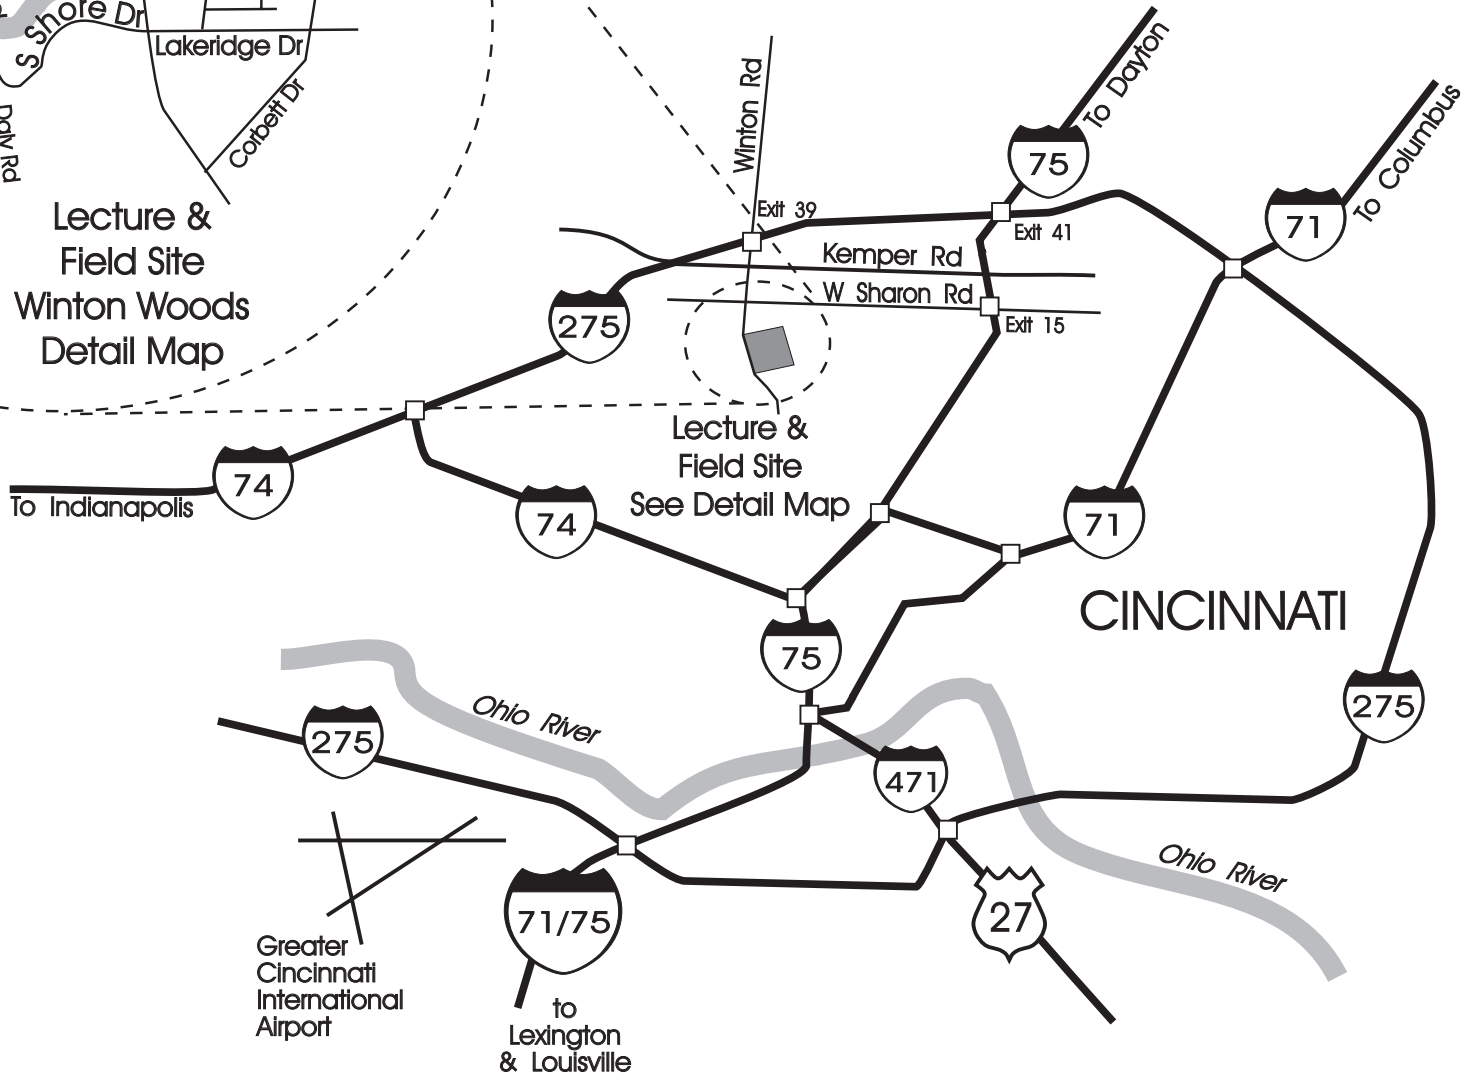 S Shore Dr
Lakeridge Dr
Corbett Dr
Daly Rd
Lecture &
Field Site
Winton Woods
Detail Map
Winton Rd
To Dayton
75
To Columbus
71
Exit 39
Exit 41
Kemper Rd
W Sharon Rd
Exit 15
275
Lecture &
Field Site
See Detail Map
74
To Indianapolis
74
71
CINCINNATI
75
Ohio River
275
275
471
Ohio River
27
71/75
Greater
Cincinnati
International
Airport
to
Lexington
& Louisville